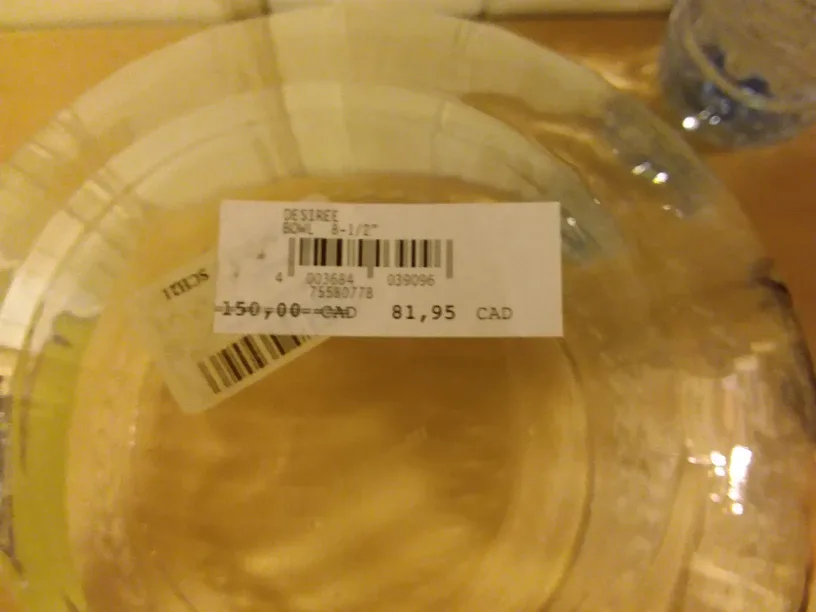 DESIREE
BOWL 8-1/2"
4 003684 039096
75580778
150,00 CAD 81,95 CAD